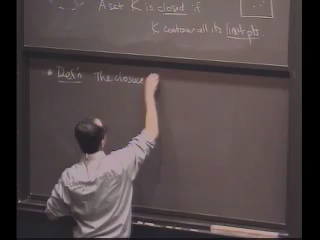 A set K is closed if
K contains all its limit pts
• Def'n The closure